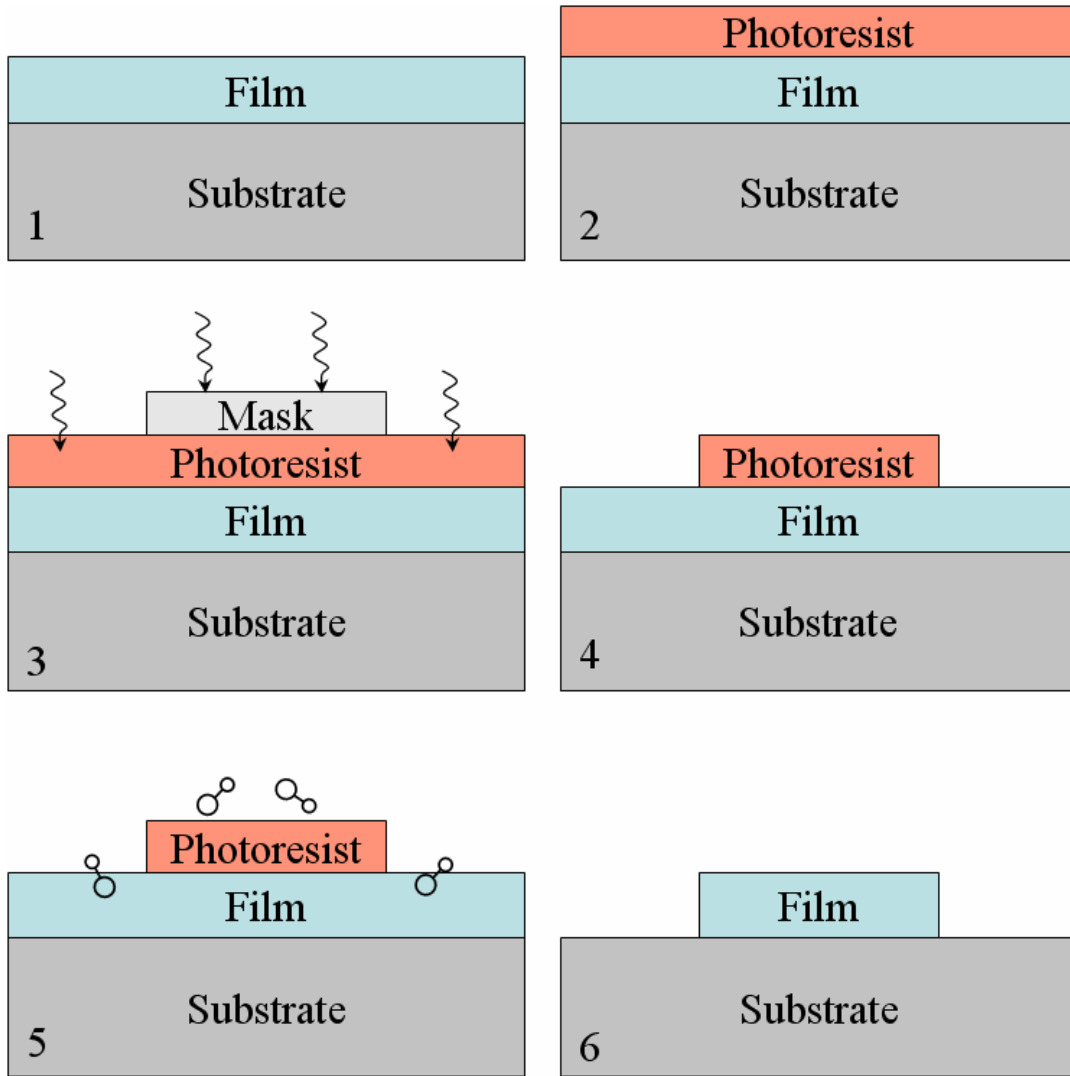 Film
Substrate
1
Photoresist
Film
Substrate
2
Mask
Photoresist
Film
Substrate
3
Photoresist
Film
Substrate
4
Photoresist
Film
Substrate
5
Film
Substrate
6